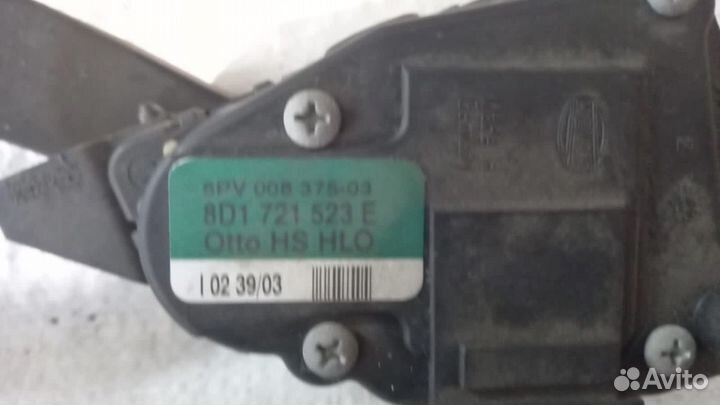 6PV 008 375-03
8D1 721 523 E
Otto HS HLO
I 02 39/03
Avito